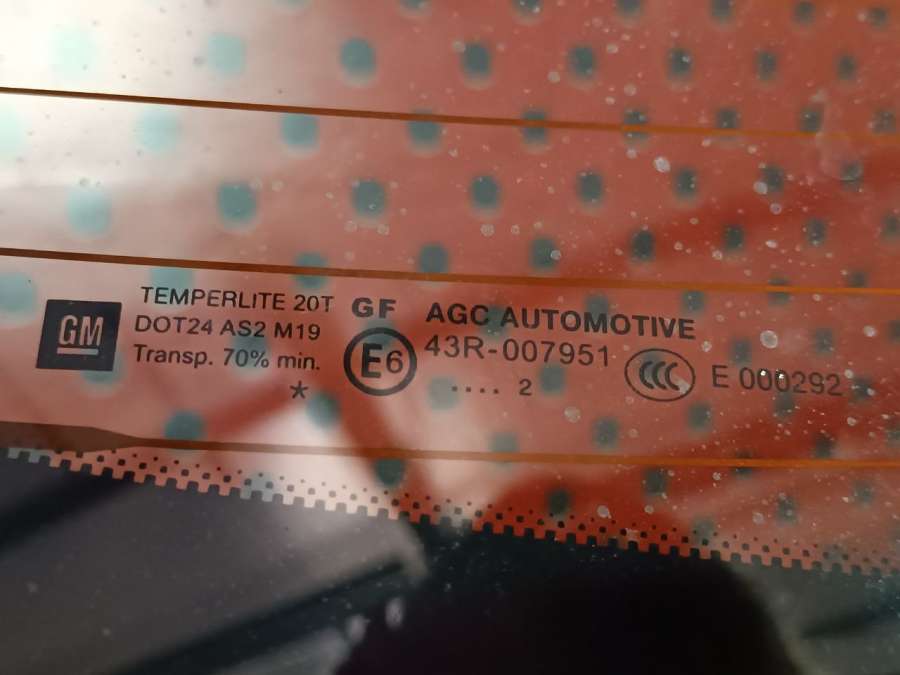 GM
TEMPERLITE 20T
DOT24 AS2 M19
Transp. 70% min.
*
GF
E6
AGC AUTOMOTIVE
43R-007951
.... 2
CCC
E 000292